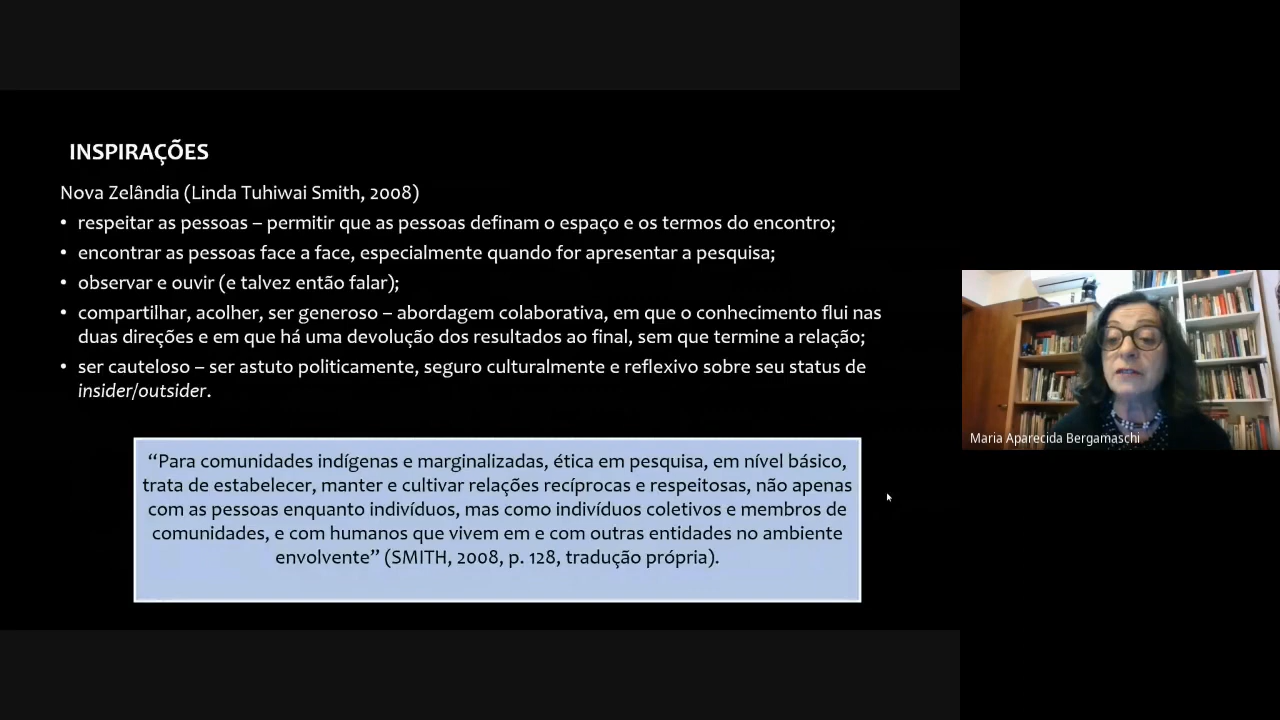 INSPIRAÇÕES
Nova Zelândia (Linda Tuhiwai Smith, 2008)
• respeitar as pessoas – permitir que as pessoas definam o espaço e os termos do encontro;
• encontrar as pessoas face a face, especialmente quando for apresentar a pesquisa;
• observar e ouvir (e talvez então falar);
• compartilhar, acolher, ser generoso – abordagem colaborativa, em que o conhecimento flui nas
duas direções e em que há uma devolução dos resultados ao final, sem que termine a relação;
• ser cauteloso – ser astuto politicamente, seguro culturalmente e reflexivo sobre seu status de
insider/outsider.
“Para comunidades indígenas e marginalizadas, ética em pesquisa, em nível básico,
trata de estabelecer, manter e cultivar relações recíprocas e respeitosas, não apenas
com as pessoas enquanto indivíduos, mas como indivíduos coletivos e membros de
comunidades, e com humanos que vivem em e com outras entidades no ambiente
envolvente” (SMITH, 2008, p. 128, tradução própria).
Maria Aparecida Bergamaschi